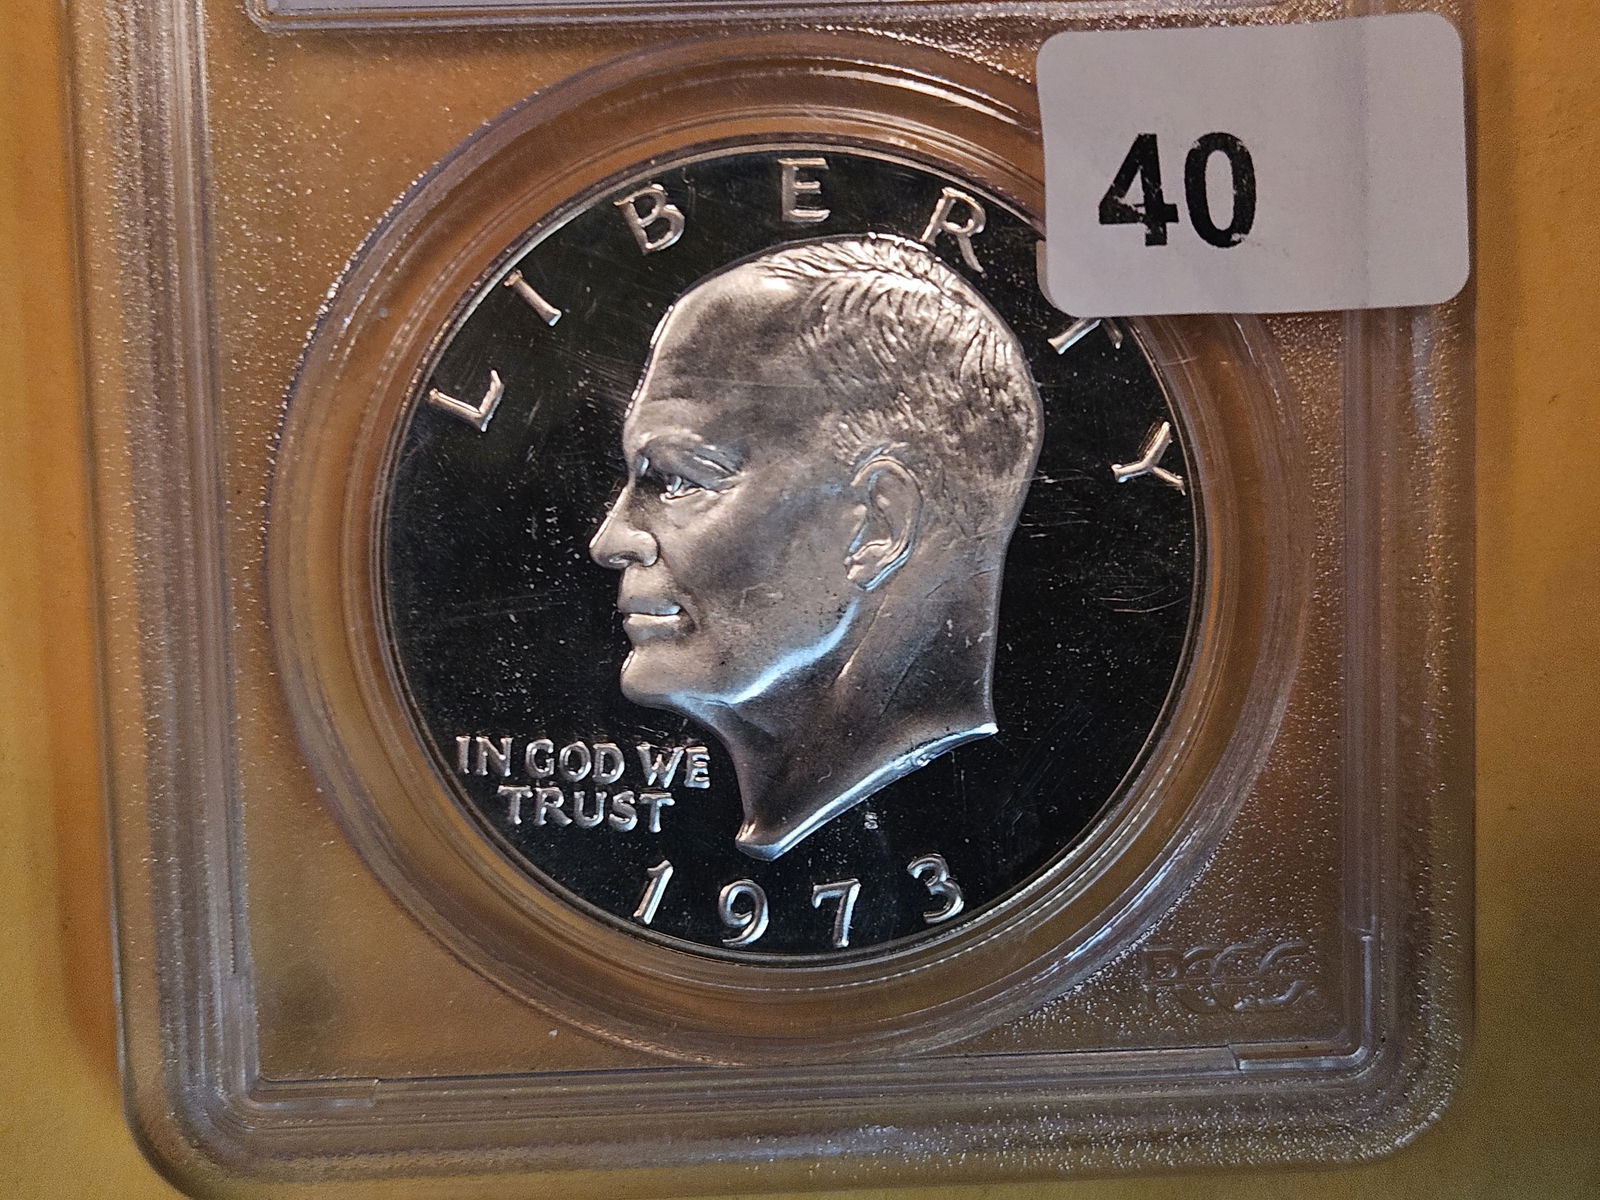 40
LIBERTY
IN GOD WE
TRUST
S
1973
PCGS